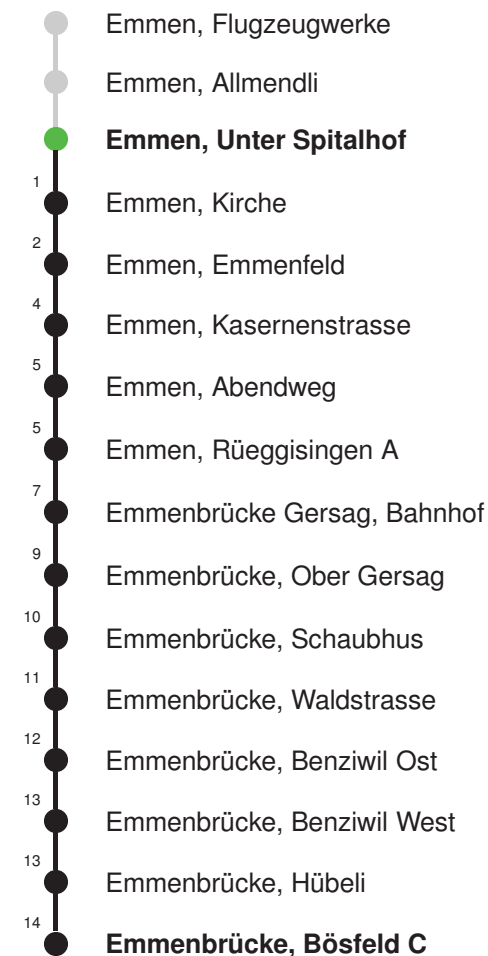 Emmen, Flugzeugwerke
Emmen, Allmendli
Emmen, Unter Spitalhof
1 Emmen, Kirche
2 Emmen, Emmenfeld
4 Emmen, Kasernenstrasse
5 Emmen, Abendweg
5 Emmen, Rüeggisingen A
7 Emmenbrücke Gersag, Bahnhof
9 Emmenbrücke, Ober Gersag
10 Emmenbrücke, Schaubhus
11 Emmenbrücke, Waldstrasse
12 Emmenbrücke, Benziwil Ost
13 Emmenbrücke, Benziwil West
13 Emmenbrücke, Hübeli
14 Emmenbrücke, Bösfeld C